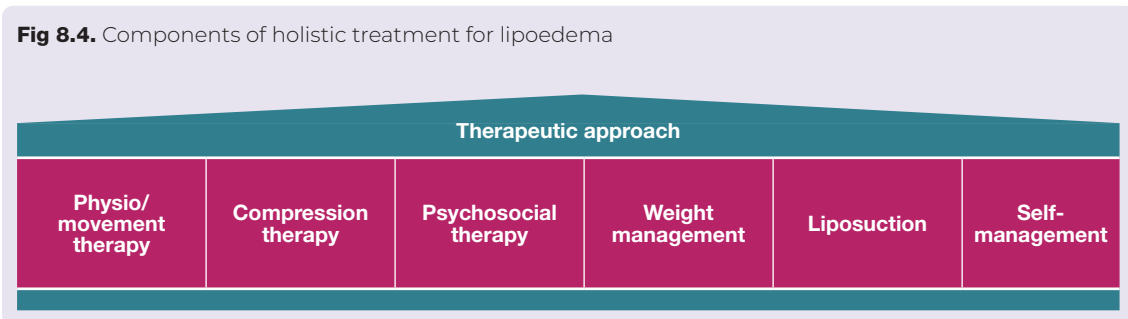 Fig 8.4. Components of holistic treatment for lipoedema
Therapeutic approach
Physio/
movement
therapy
Compression
therapy
Psychosocial
therapy
Weight
management
Liposuction
Self-
management